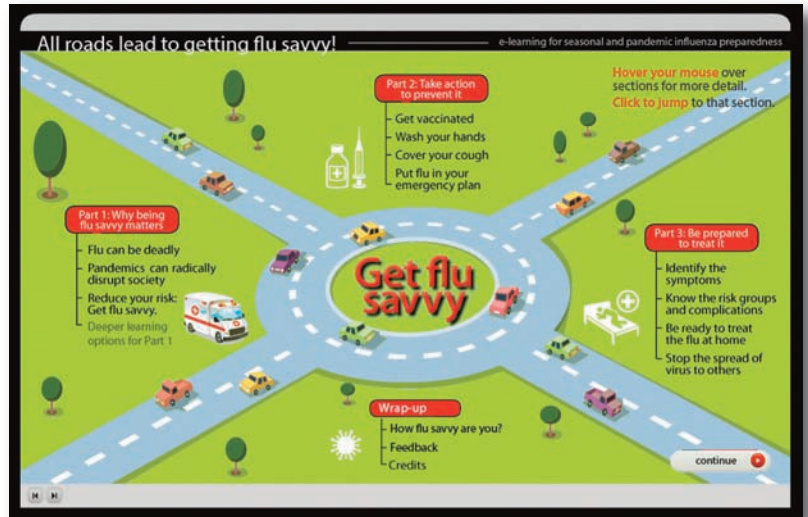 All roads lead to getting flu savvy!
e-learning for seasonal and pandemic influenza preparedness
Hover your mouse over
sections for more detail.
Click to jump to that section.
Part 2: Take action
to prevent it
Get vaccinated
Wash your hands
Cover your cough
Put flu in your
emergency plan
Part 1: Why being
flu savvy matters
Flu can be deadly
Pandemics can radically
disrupt society
Reduce your risk:
Get flu savvy.
Deeper learning
options for Part 1
Get flu
savvy
Part 3: Be prepared
to treat it
Identify the
symptoms
Know the risk groups
and complications
Be ready to treat
the flu at home
Stop the spread of
virus to others
Wrap-up
How flu savvy are you?
Feedback
Credits
continue